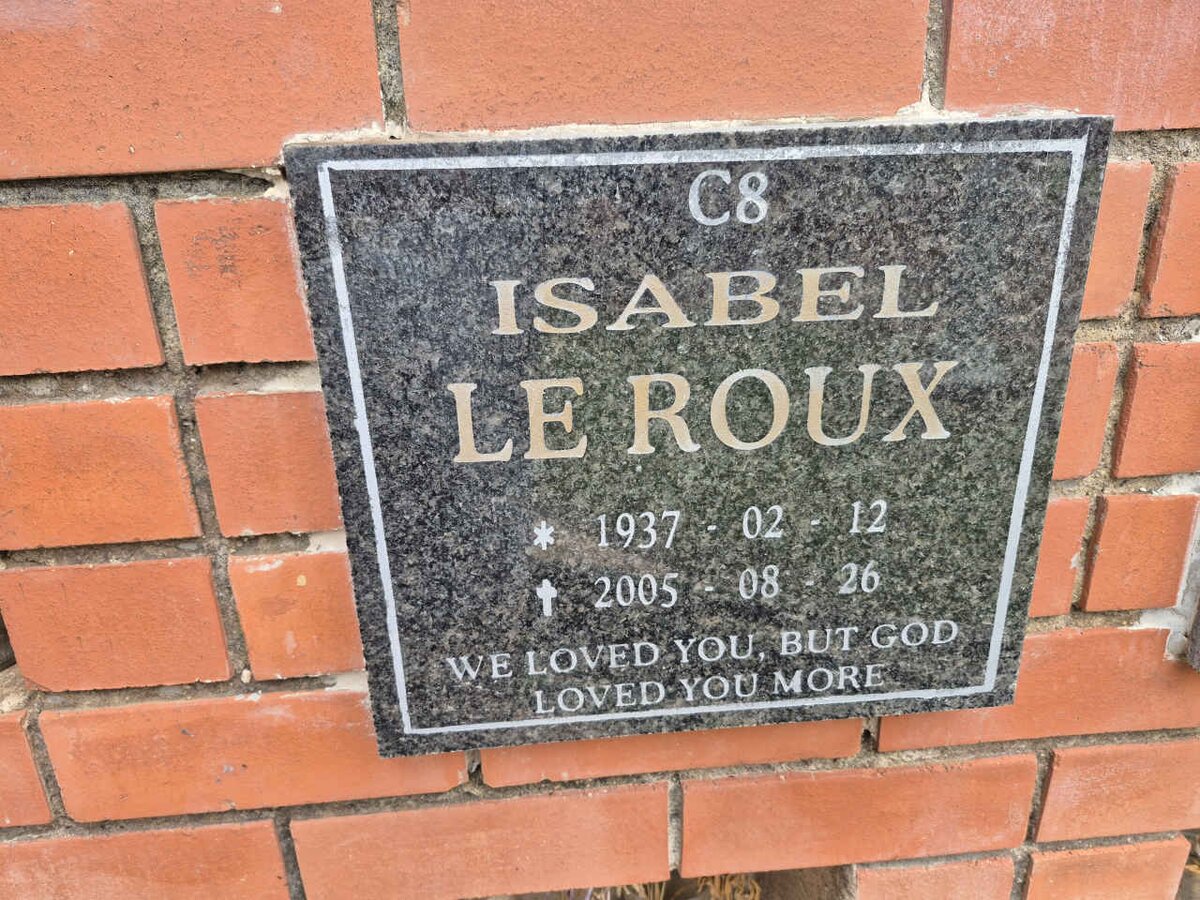 C8
ISABEL
LE ROUX
* 1937 - 02 - 12
✝ 2005 - 08 - 26
WE LOVED YOU, BUT GOD
LOVED YOU MORE